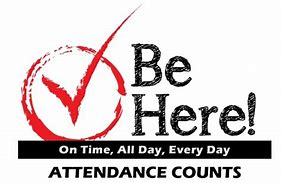 Be
Here!
On Time, All Day, Every Day
ATTENDANCE COUNTS